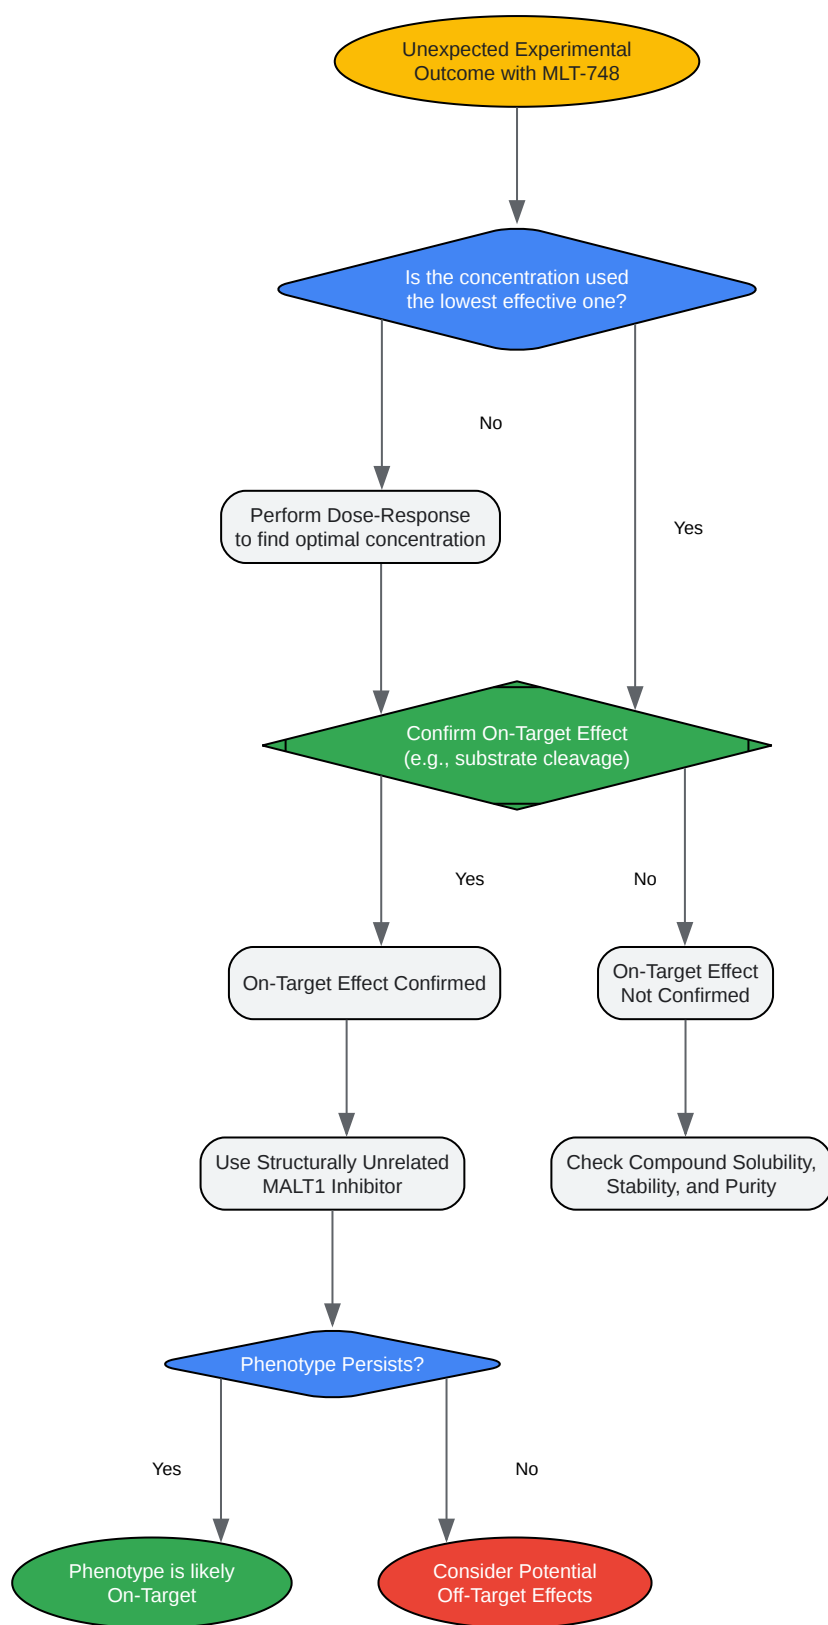 Unexpected Experimental
Outcome with MLT-748
Is the concentration used
the lowest effective one?
No
Perform Dose-Response
to find optimal concentration
Yes
Confirm On-Target Effect
(e.g., substrate cleavage)
Yes
No
On-Target Effect Confirmed
On-Target Effect
Not Confirmed
Use Structurally Unrelated
MALT1 Inhibitor
Check Compound Solubility,
Stability, and Purity
Phenotype Persists?
Yes
No
Phenotype is likely
On-Target
Consider Potential
Off-Target Effects